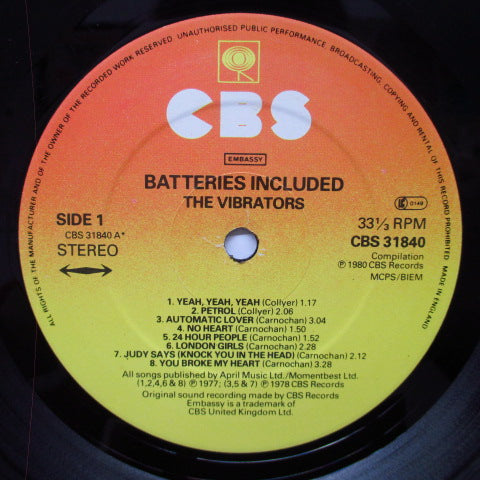 ALL RIGHTS OF THE MANUFACTURER AND OF THE OWNER OF THE RECORDED WORK RESERVED. UNAUTHORISED PUBLIC PERFORMANCE, BROADCASTING, COPYING AND RENTAL OF THIS RECORD PROHIBITED. MADE IN ENGLAND
CBS
EMBASSY
BATTERIES INCLUDED
THE VIBRATORS
SIDE 1
CBS 31840 A*
STEREO
LC 0149
33⅓ RPM
CBS 31840
Compilation
℗ 1980 CBS Records
MCPS/BIEM
1. YEAH, YEAH, YEAH (Collyer) 1.17
2. PETROL (Collyer) 2.06
3. AUTOMATIC LOVER (Carnochan) 3.04
4. NO HEART (Carnochan) 1.50
5. 24 HOUR PEOPLE (Carnochan) 1.52
6. LONDON GIRLS (Carnochan) 2.28
7. JUDY SAYS (KNOCK YOU IN THE HEAD) (Carnochan) 2.12
8. YOU BROKE MY HEART (Carnochan) 3.28
All songs published by April Music Ltd./Momentbest Ltd.
(1,2,4,6 & 8) ℗ 1977; (3,5 & 7) ℗ 1978 CBS Records
Original sound recording made by CBS Records
Embassy is a trademark of
CBS United Kingdom Ltd.